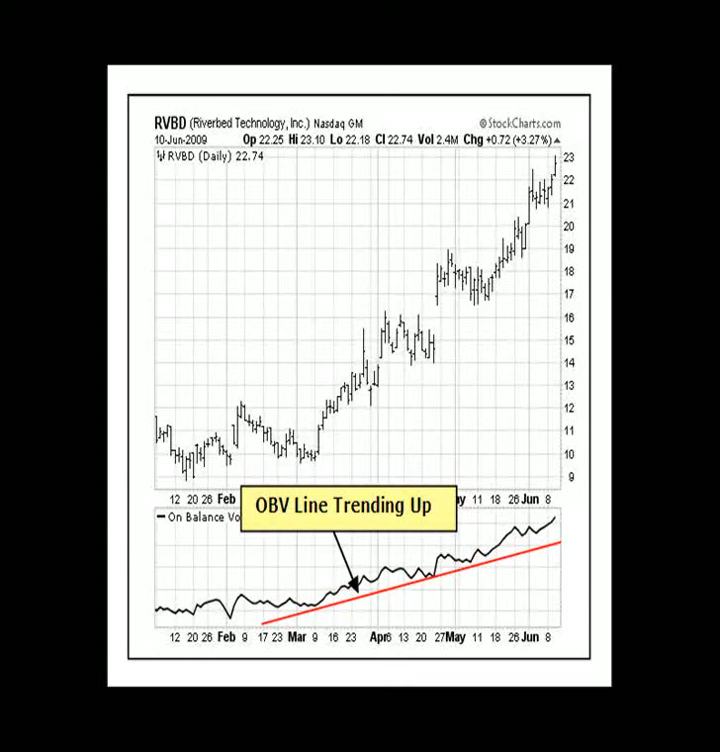 RVBD (Riverbed Technology, Inc.) Nasdaq GM
© StockCharts.com
10-Jun-2009 Op 22.25 Hi 23.10 Lo 22.18 Cl 22.74 Vol 2.4M Chg +0.72 (+3.27%)
RVBD (Daily) 22.74
23
22
21
20
19
18
17
16
15
14
13
12
11
10
9
12 20 26 Feb 11 18 26 Jun 8
OBV Line Trending Up
On Balance Vo
12 20 26 Feb 9 17 23 Mar 9 16 23 Apr 6 13 20 27 May 11 18 26 Jun 8